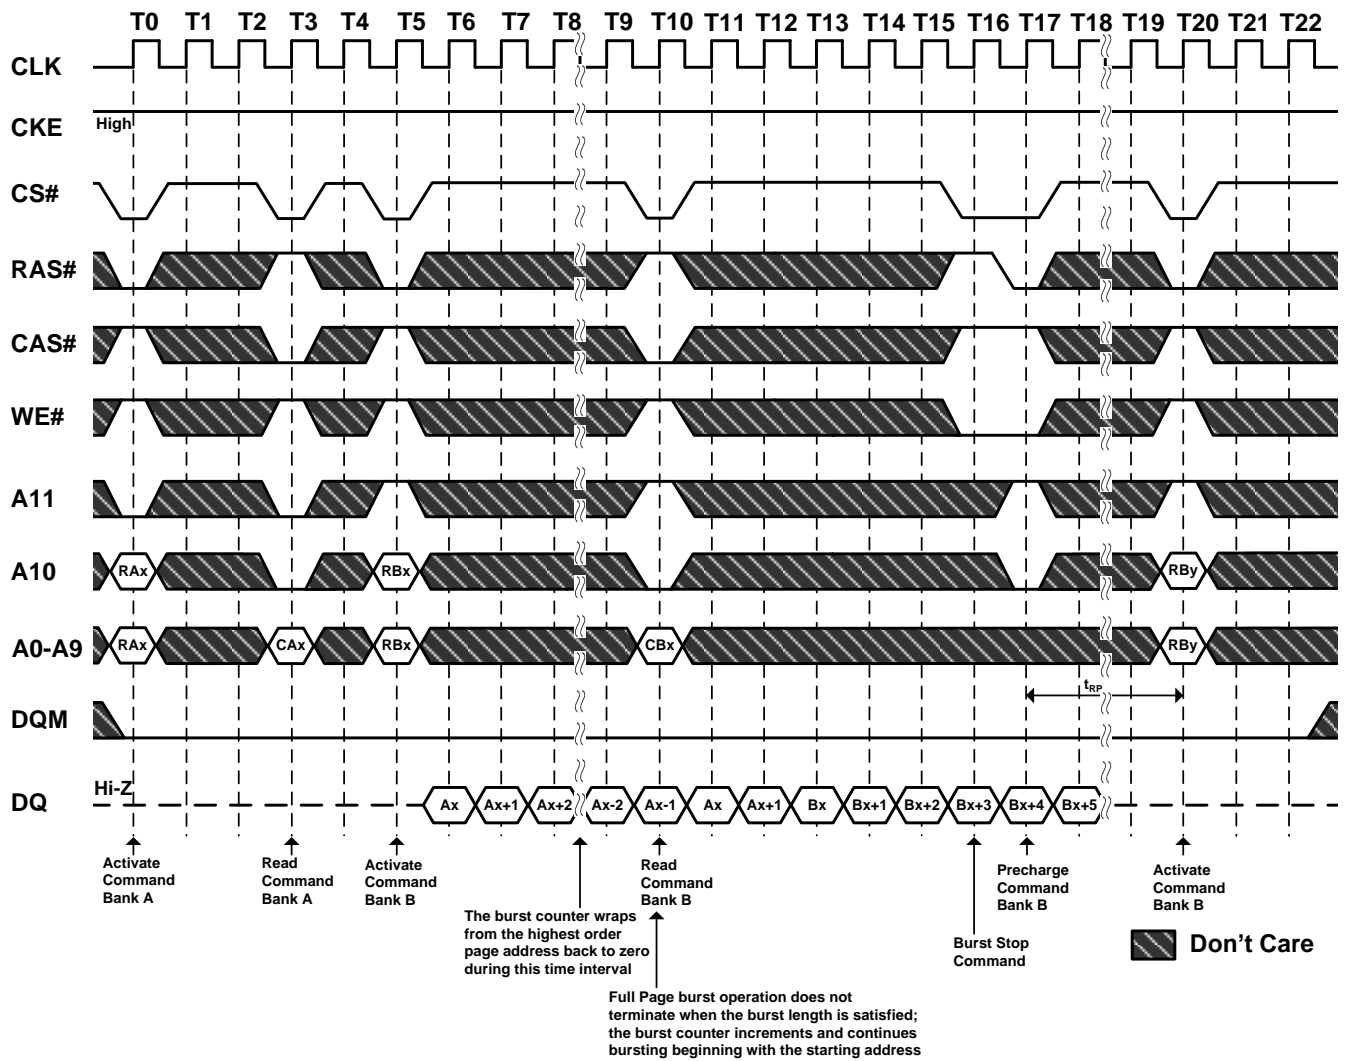 T0 T1 T2 T3 T4 T5 T6 T7 T8 T9 T10 T11 T12 T13 T14 T15 T16 T17 T18 T19 T20 T21 T22
CLK
CKE High
CS#
RAS#
CAS#
WE#
A11
A10 RAx RBx RBy
A0-A9 RAx CAx RBx CBx RBy
tRP
DQM
DQ Hi-Z Ax Ax+1 Ax+2 Ax-2 Ax-1 Ax Ax+1 Bx Bx+1 Bx+2 Bx+3 Bx+4 Bx+5
Activate
Command
Bank A
Read
Command
Bank A
Activate
Command
Bank B
The burst counter wraps
from the highest order
page address back to zero
during this time interval
Read
Command
Bank B
Full Page burst operation does not
terminate when the burst length is satisfied;
the burst counter increments and continues
bursting beginning with the starting address
Burst Stop
Command
Precharge
Command
Bank B
Activate
Command
Bank B
Don't Care